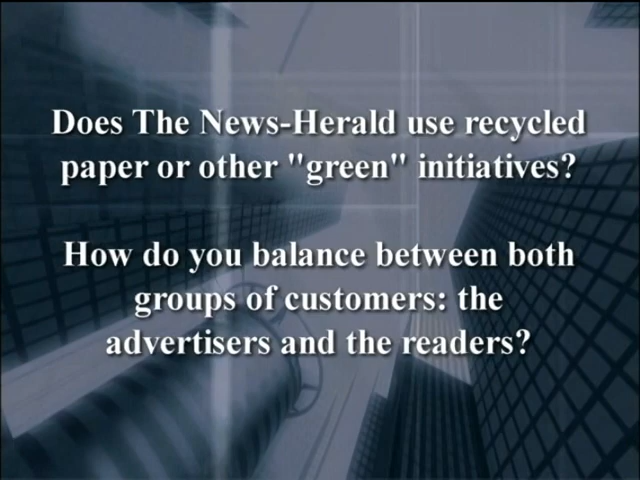 Does The News-Herald use recycled
paper or other "green" initiatives?
How do you balance between both
groups of customers: the
advertisers and the readers?